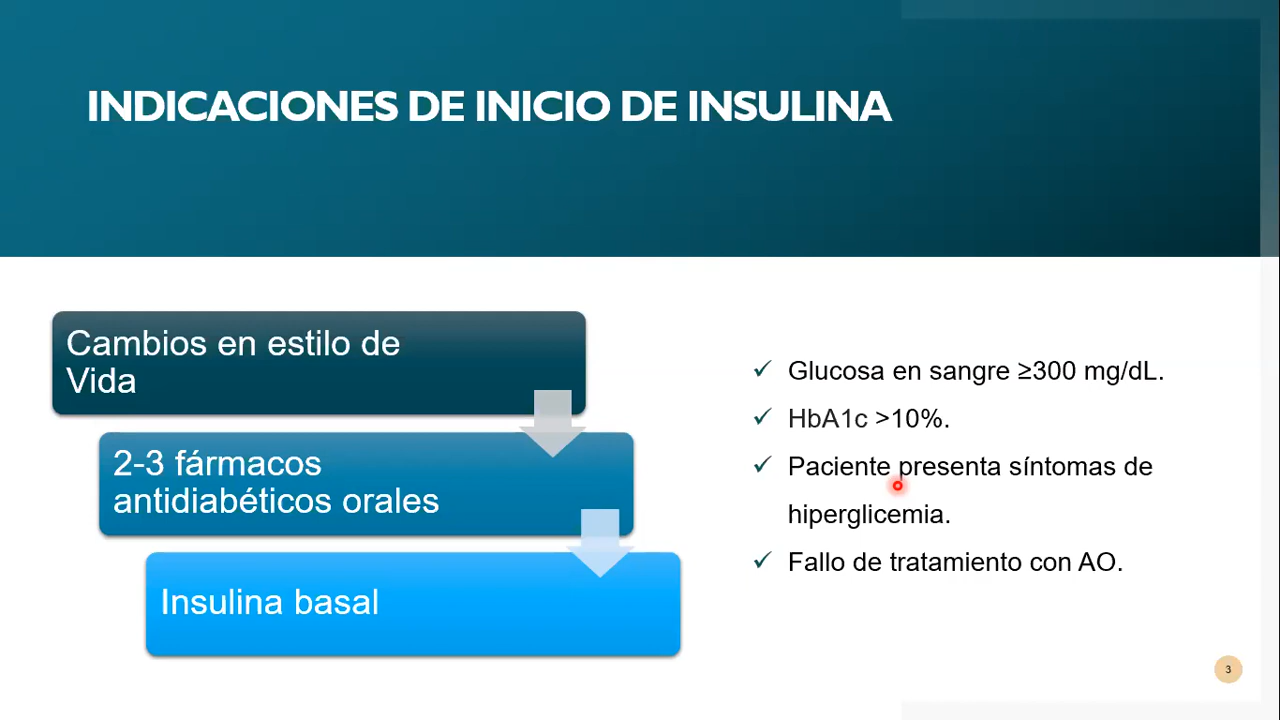 INDICACIONES DE INICIO DE INSULINA
Cambios en estilo de
Vida
2-3 fármacos
antidiabéticos orales
Insulina basal
Glucosa en sangre ≥300 mg/dL.
HbA1c >10%.
Paciente presenta síntomas de
hiperglicemia.
Fallo de tratamiento con AO.
3